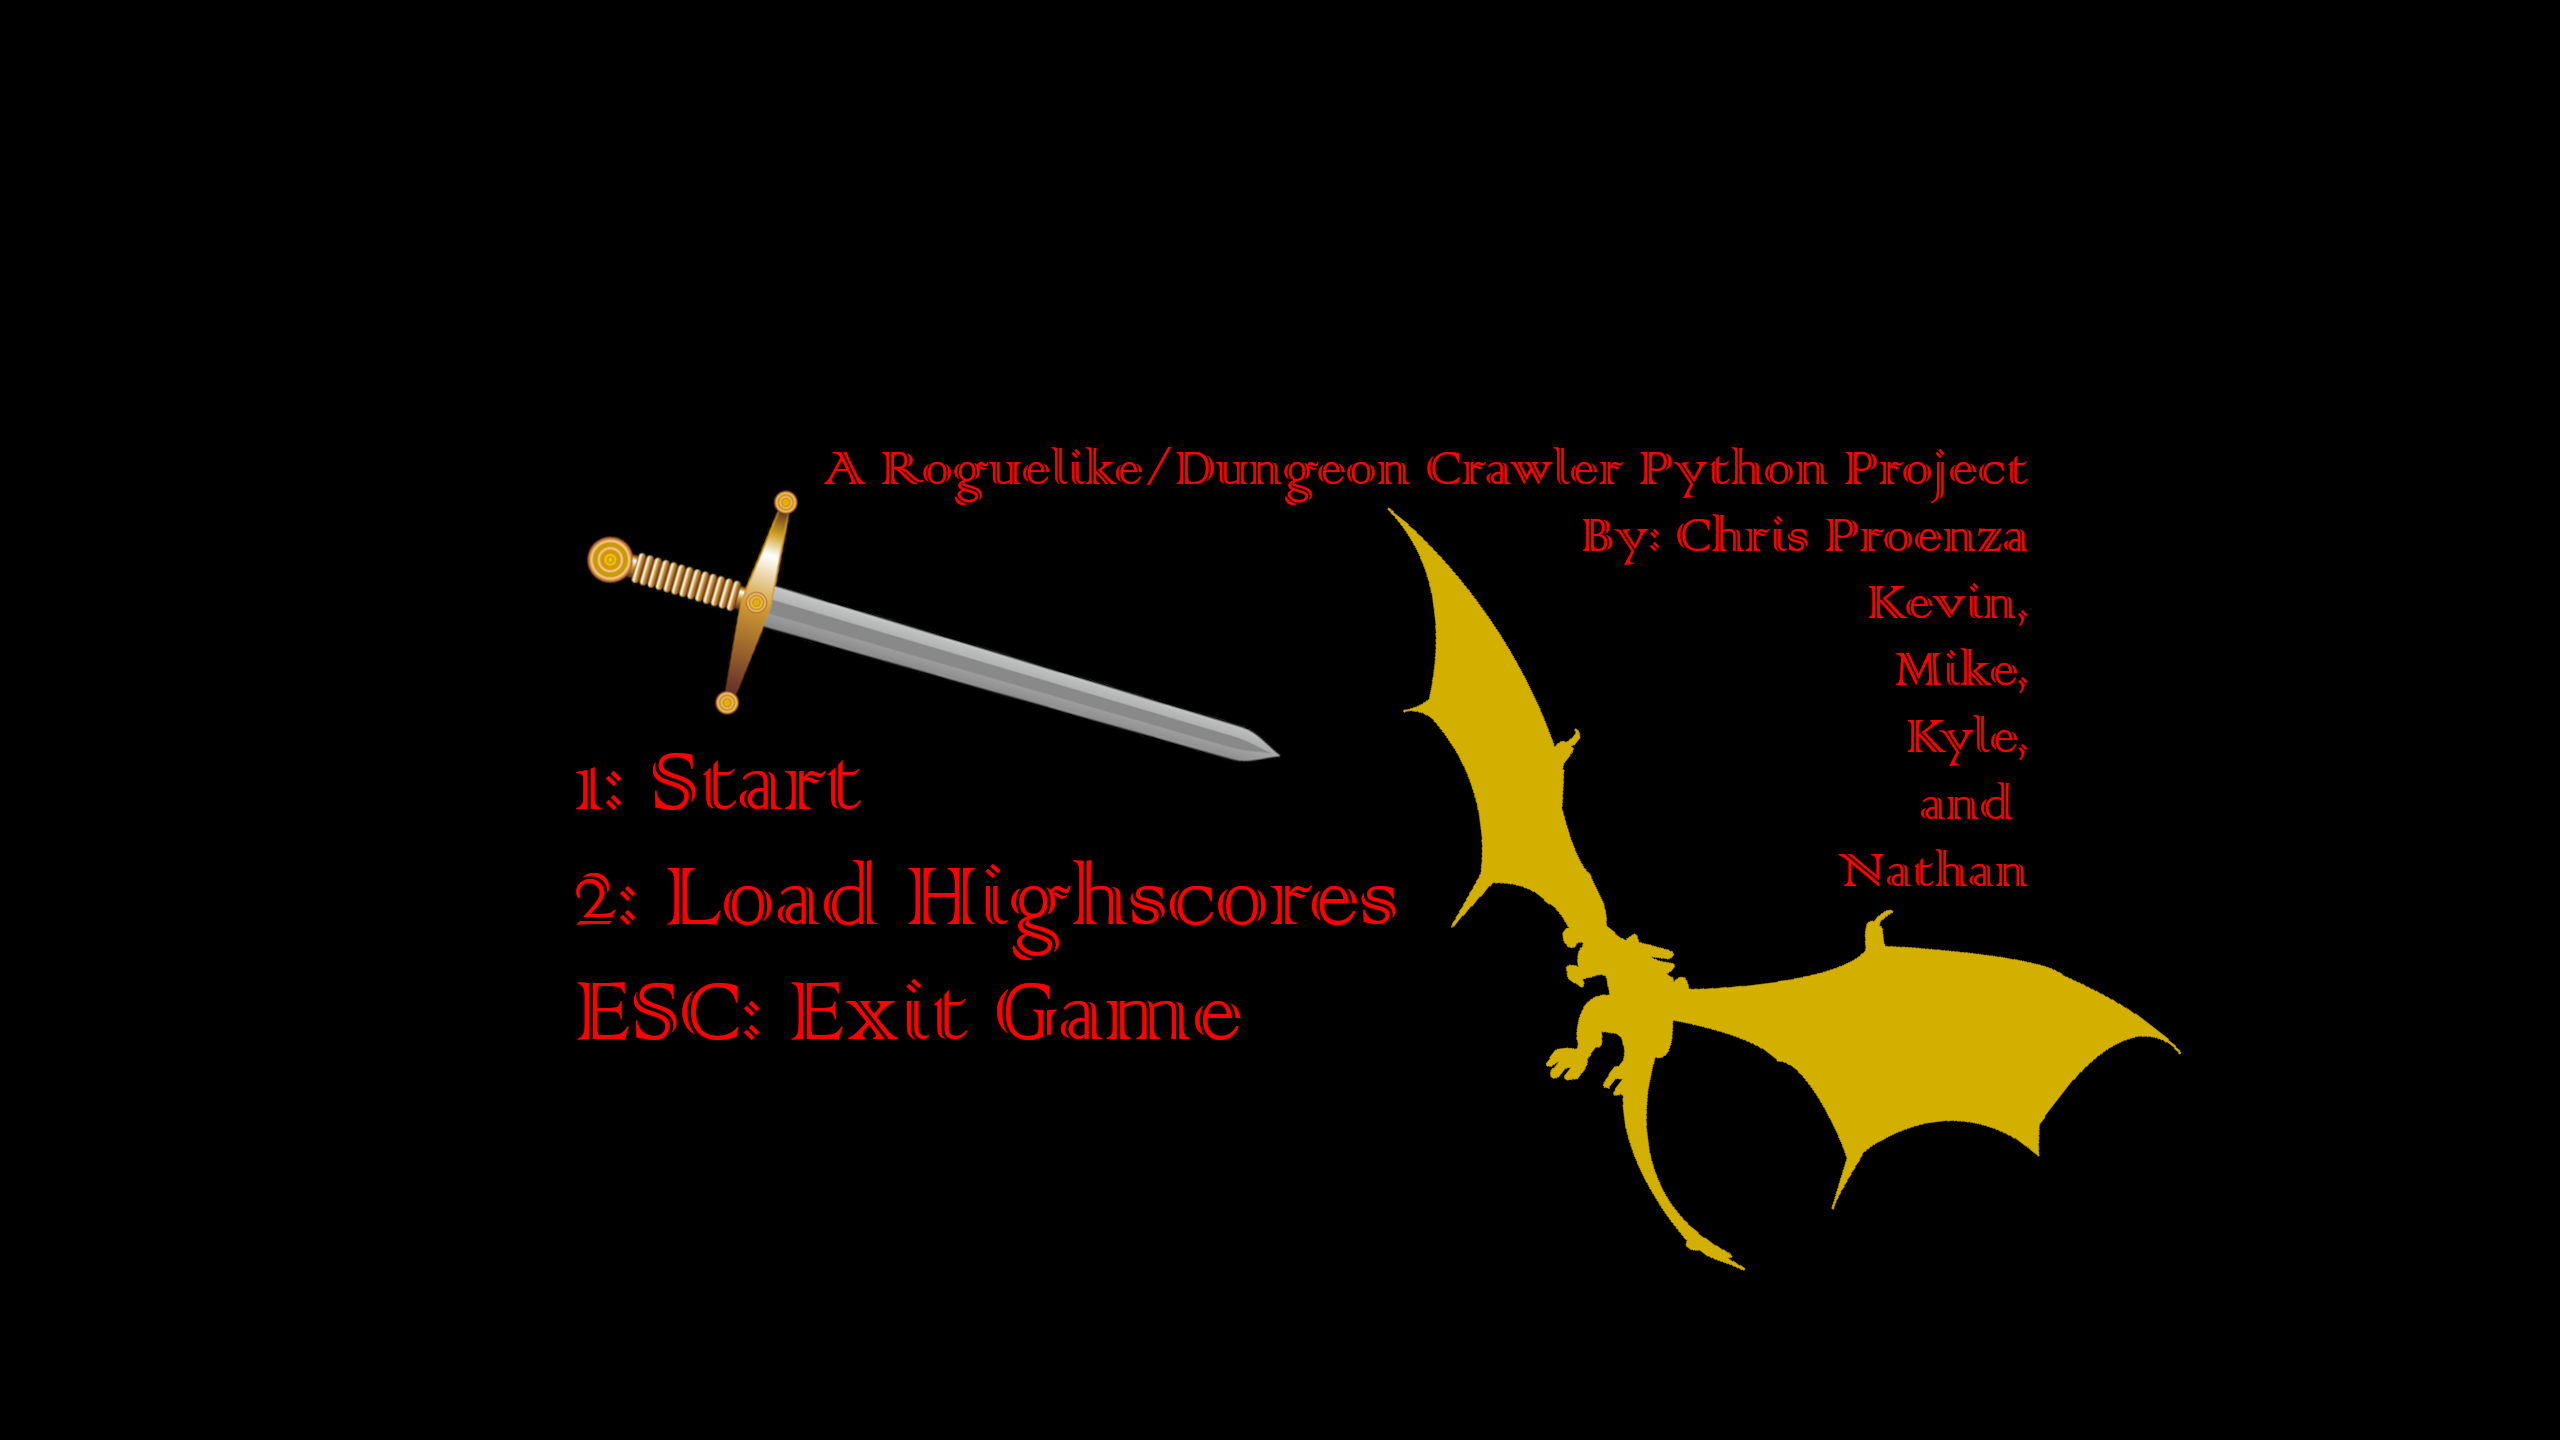 A Roguelike/Dungeon Crawler Python Project
By: Chris Proenza
Kevin,
Mike,
Kyle,
and
Nathan
1: Start
2: Load Highscores
ESC: Exit Game